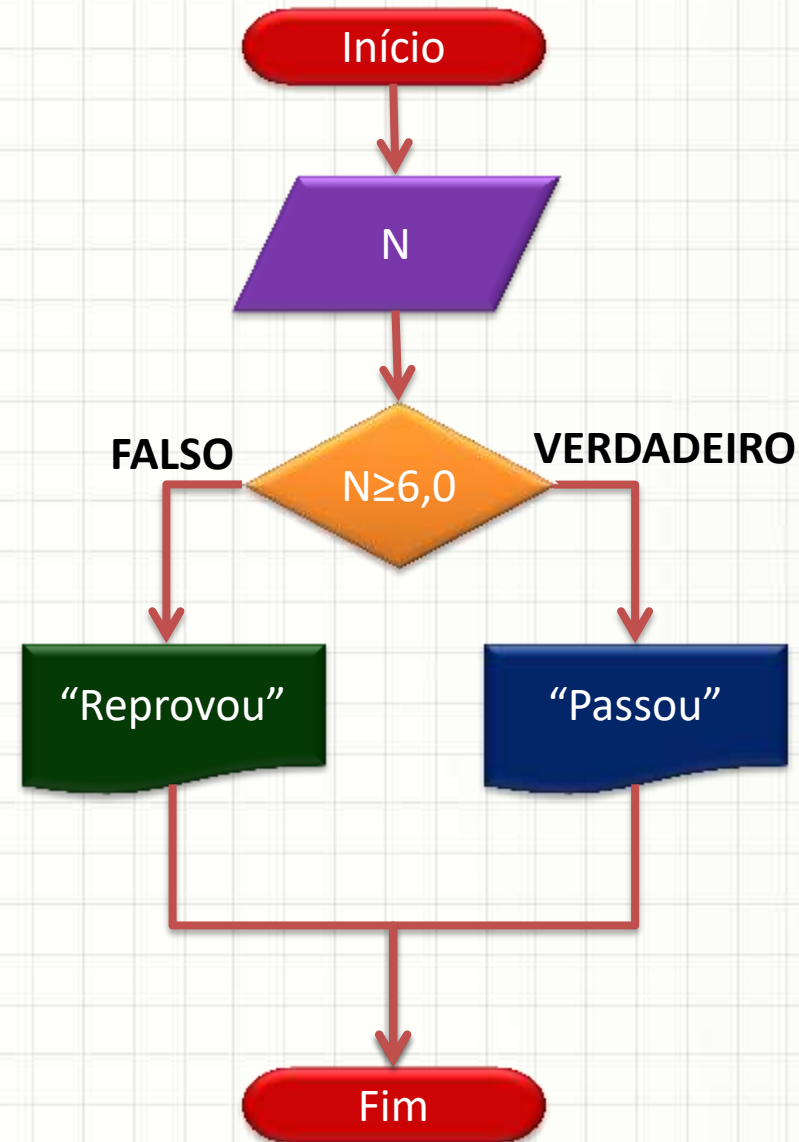 Início
N
FALSO
VERDADEIRO
N≥6,0
“Reprovou”
“Passou”
Fim